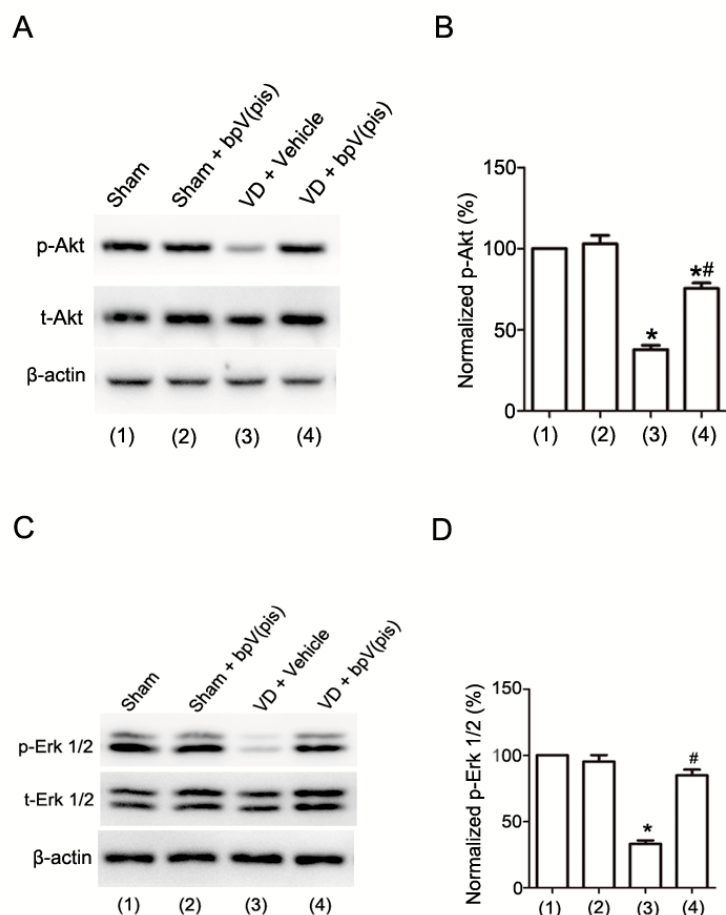 A
B
Sham
Sham + bpV(pis)
VD + Vehicle
VD + bpV(pis)
p-Akt
t-Akt
β-actin
(1) (2) (3) (4)
Normalized p-Akt (%)
150
100
50
0
*
*#
(1) (2) (3) (4)
C
D
Sham
Sham + bpV(pis)
VD + Vehicle
VD + bpV(pis)
p-Erk 1/2
t-Erk 1/2
β-actin
(1) (2) (3) (4)
Normalized p-Erk 1/2 (%)
150
100
50
0
*
#
(1) (2) (3) (4)